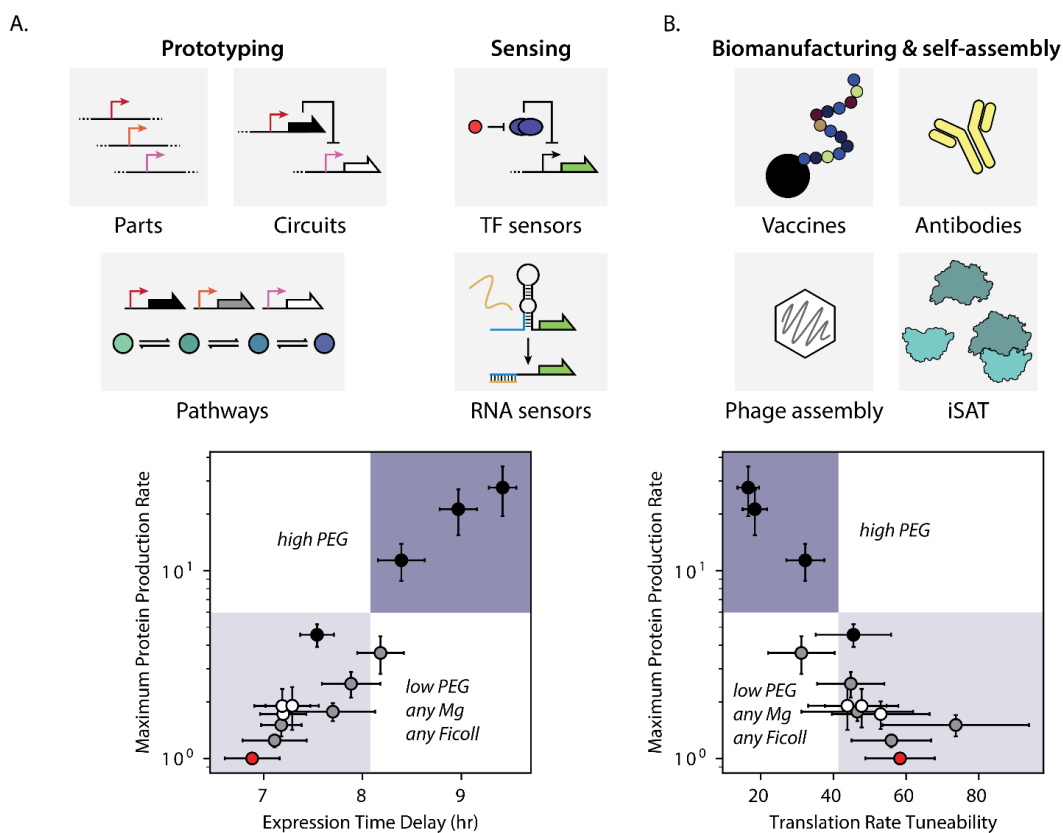 A.
B.
Prototyping
Sensing
Biomanufacturing & self-assembly
Parts
Circuits
TF sensors
Vaccines
Antibodies
Pathways
RNA sensors
Phage assembly
iSAT
Maximum Protein Production Rate
10¹
10⁰
high PEG
low PEG
any Mg
any Ficoll
7
8
9
Expression Time Delay (hr)
Maximum Protein Production Rate
10¹
10⁰
high PEG
low PEG
any Mg
any Ficoll
20
40
60
80
Translation Rate Tuneability